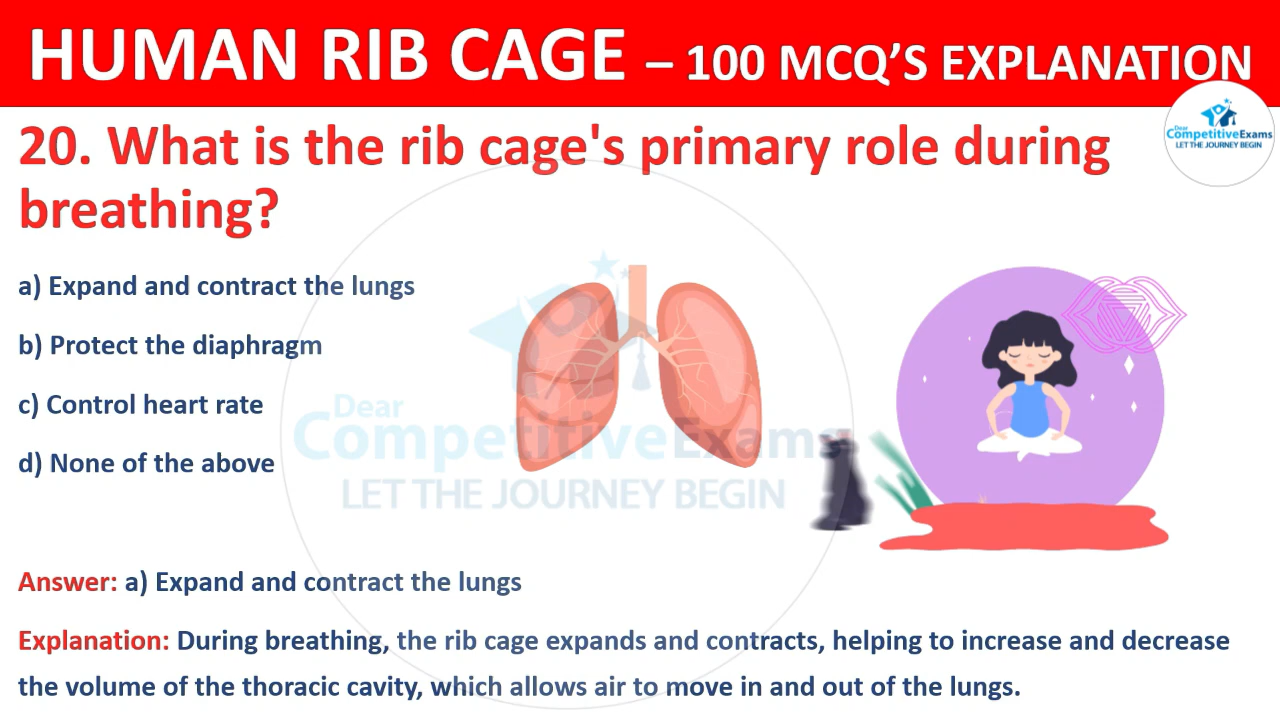 HUMAN RIB CAGE – 100 MCQ'S EXPLANATION
Dear
CompetitiveExams
LET THE JOURNEY BEGIN
20. What is the rib cage's primary role during
breathing?
a) Expand and contract the lungs
b) Protect the diaphragm
c) Control heart rate
d) None of the above
Dear
CompetitiveExams
LET THE JOURNEY BEGIN
Answer: a) Expand and contract the lungs
Explanation: During breathing, the rib cage expands and contracts, helping to increase and decrease
the volume of the thoracic cavity, which allows air to move in and out of the lungs.